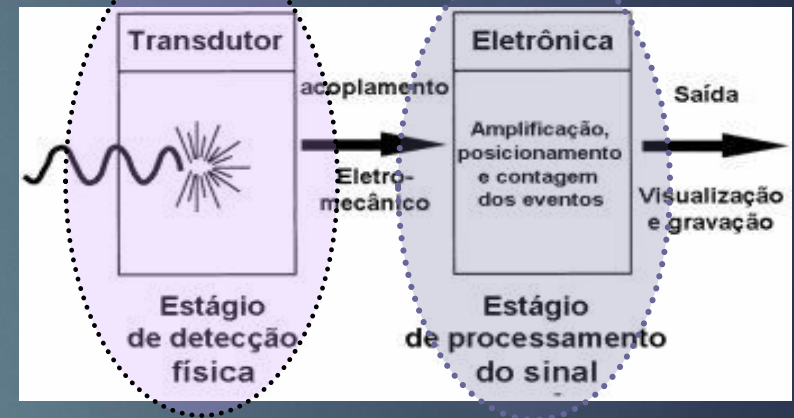 Transdutor
acoplamento
Eletro-
mecânico
Estágio
de detecção
física
Eletrônica
Amplificação,
posicionamento
e contagem
dos eventos
Estágio
de processamento
do sinal
Saída
Visualização
e gravação